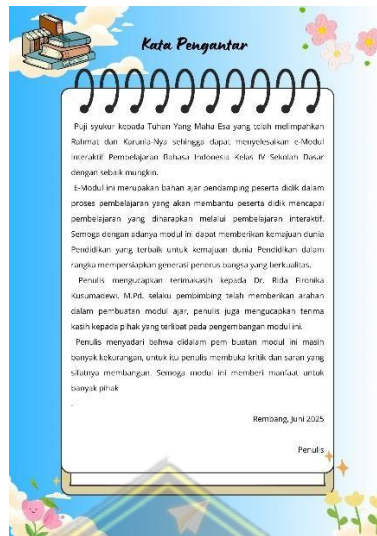 Kata Pengantar
Puji syukur kepada Tuhan Yang Maha Esa yang telah melimpahkan
Rahmat dan Karunia-Nya sehingga dapat menyelesaikan e-Modul
Interaktif Pembelajaran Bahasa Indonesia Kelas IV Sekolah Dasar
dengan sebaik mungkin.
E-Modul ini merupakan bahan ajar pendamping peserta didik dalam
proses pembelajaran yang akan membantu peserta didik mencapai
pembelajaran yang diharapkan melalui pembelajaran interaktif.
Semoga dengan adanya modul ini dapat memberikan kemajuan dunia
Pendidikan yang terbaik untuk kemajuan dunia Pendidikan dalam
rangka mempersiapkan generasi penerus bangsa yang berkualitas.
Penulis mengucapkan terimakasih kepada Dr. Rida Fironika
Kusumadewi, M.Pd. selaku pembimbing telah memberikan arahan
dalam pembuatan modul ajar, penulis juga mengucapkan terima
kasih kepada pihak yang terlibat pada pengembangan modul ini.
Penulis menyadari bahwa didalam pem buatan modul ini masih
banyak kekurangan, untuk itu penulis membuka kritik dan saran yang
sifatnya membangun. Semoga modul ini memberi manfaat untuk
banyak pihak
.
Rembang, Juni 2025
Penulis